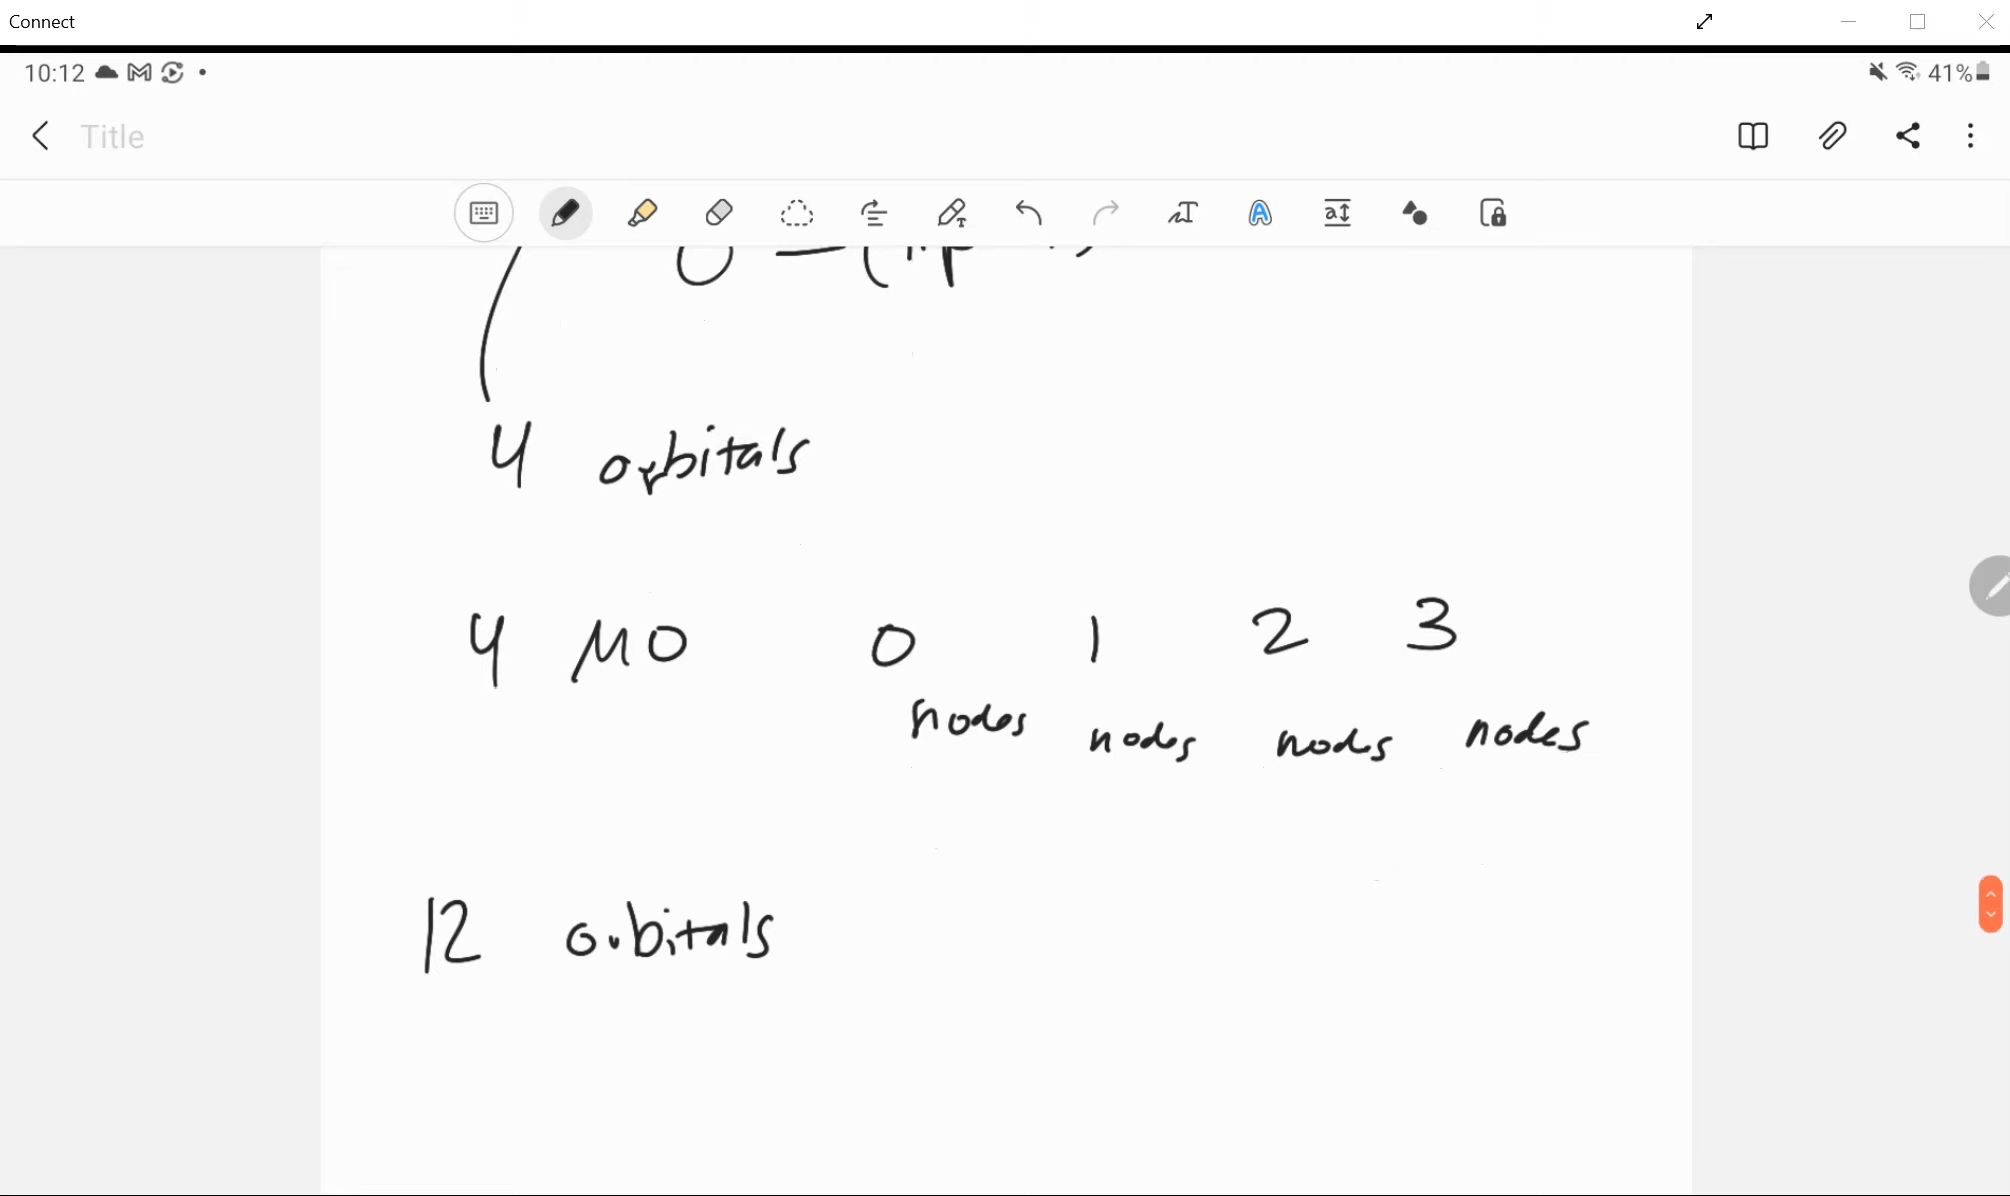 Connect
10:12
41%
Title
4 orbitals
4 MO 0 1 2 3
nodes nodes nodes nodes
12 orbitals